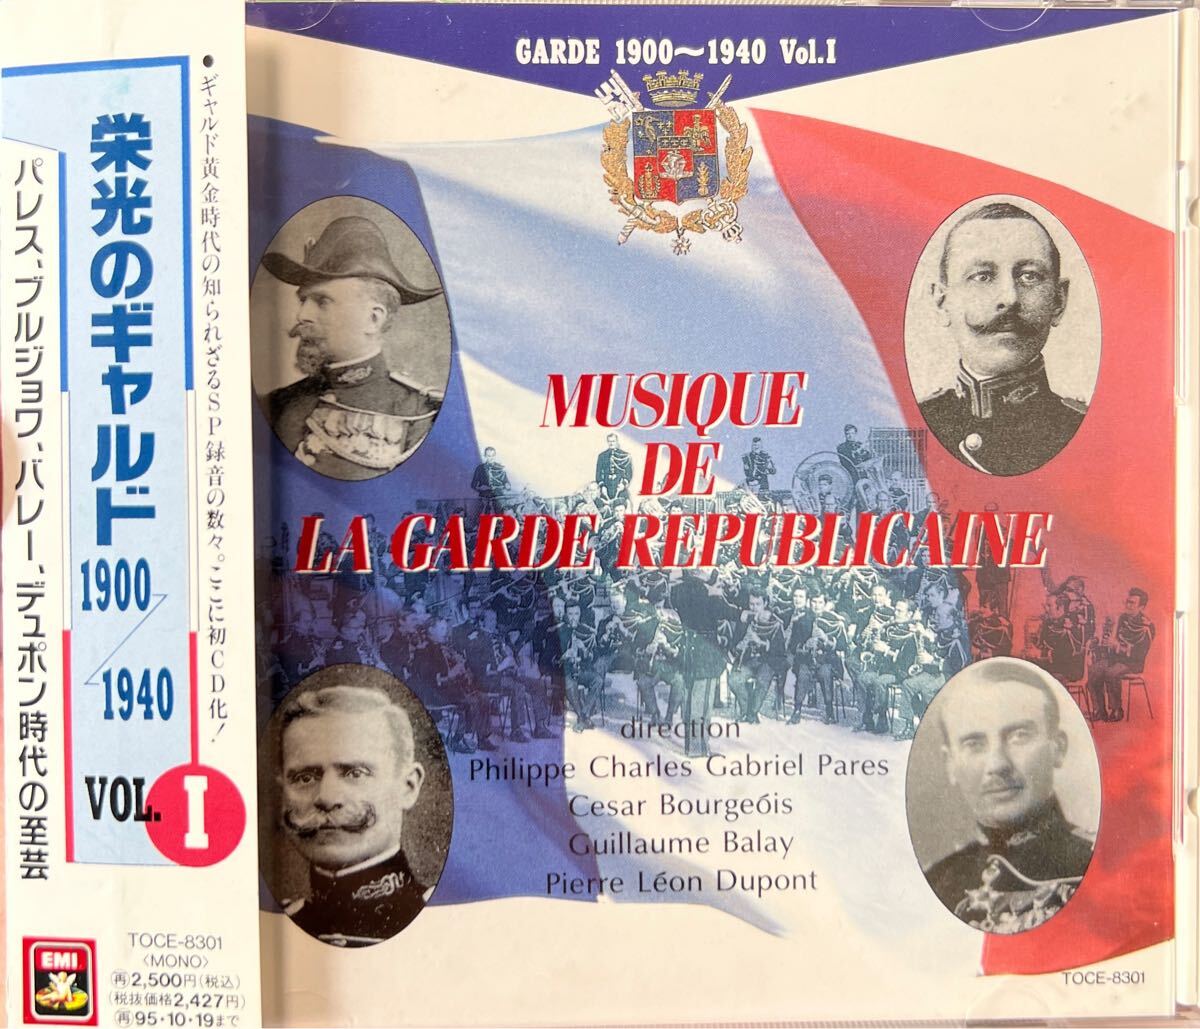 ●ギャルド黄金時代の知られざるSP録音の数々。ここに初CD化!
栄光のギャルド
1900
1940
VOL.
I
パレス、ブルジョワ、バレー、デュポン時代の至芸
EMI
TOCE-8301
〈MONO〉
再2,500円(税込)
(税抜価格2,427円)
再95・10・19まで
GARDE 1900〜1940 Vol.I
MUSIQUE
DE
LA GARDE REPUBLICAINE
direction
Philippe Charles Gabriel Pares
Cesar Bourgeóis
Guillaume Balay
Pierre Léon Dupont
TOCE-8301